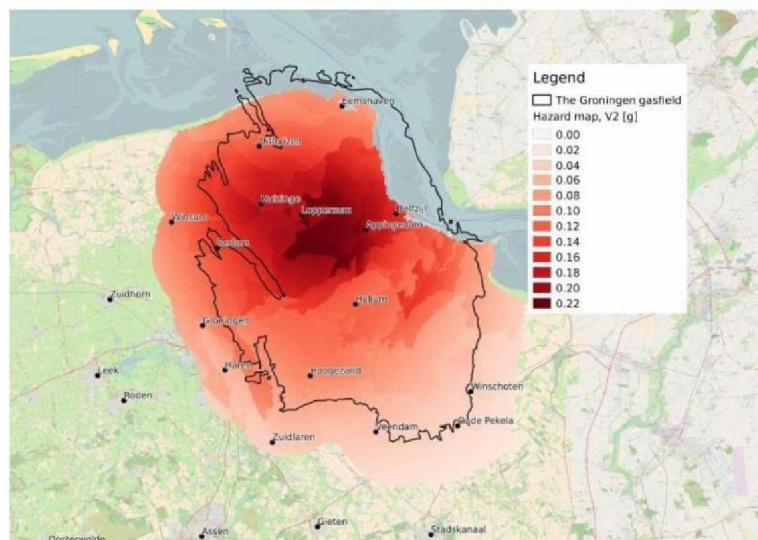 Legend
The Groningen gasfield
Hazard map, V2 [g]
0.00
0.02
0.04
0.06
0.08
0.10
0.12
0.14
0.16
0.18
0.20
0.22
Eemshaven
Uithuizen
Huizinge
Loppersum
Delfzijl
Winsum
Appingedam
Bedum
Zuidhorn
Hellum
Groningen
Haren
Hoogezand
Leek
Winschoten
Roden
Oude Pekela
Veendam
Zuidlaren
Gieten
Assen
Stadskanaal
Oosterwolde